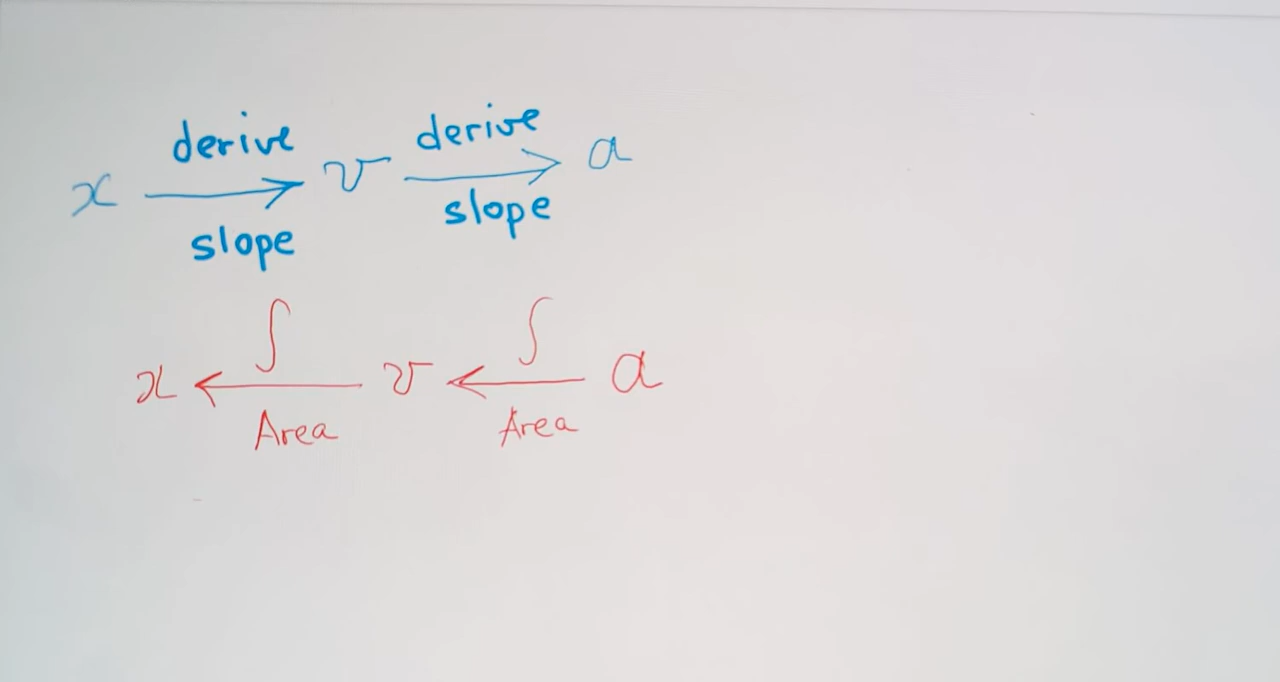 derive derive
x → v → a
slope slope
∫ ∫
x ← v ← a
Area Area